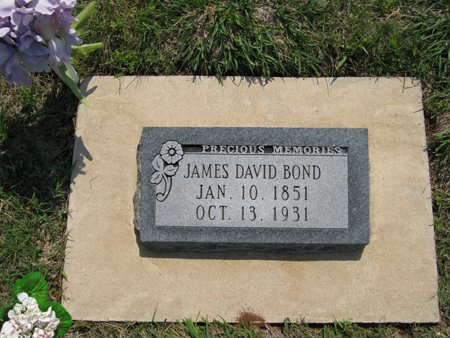 PRECIOUS MEMORIES
JAMES DAVID BOND
JAN. 10. 1851
OCT. 13. 1931